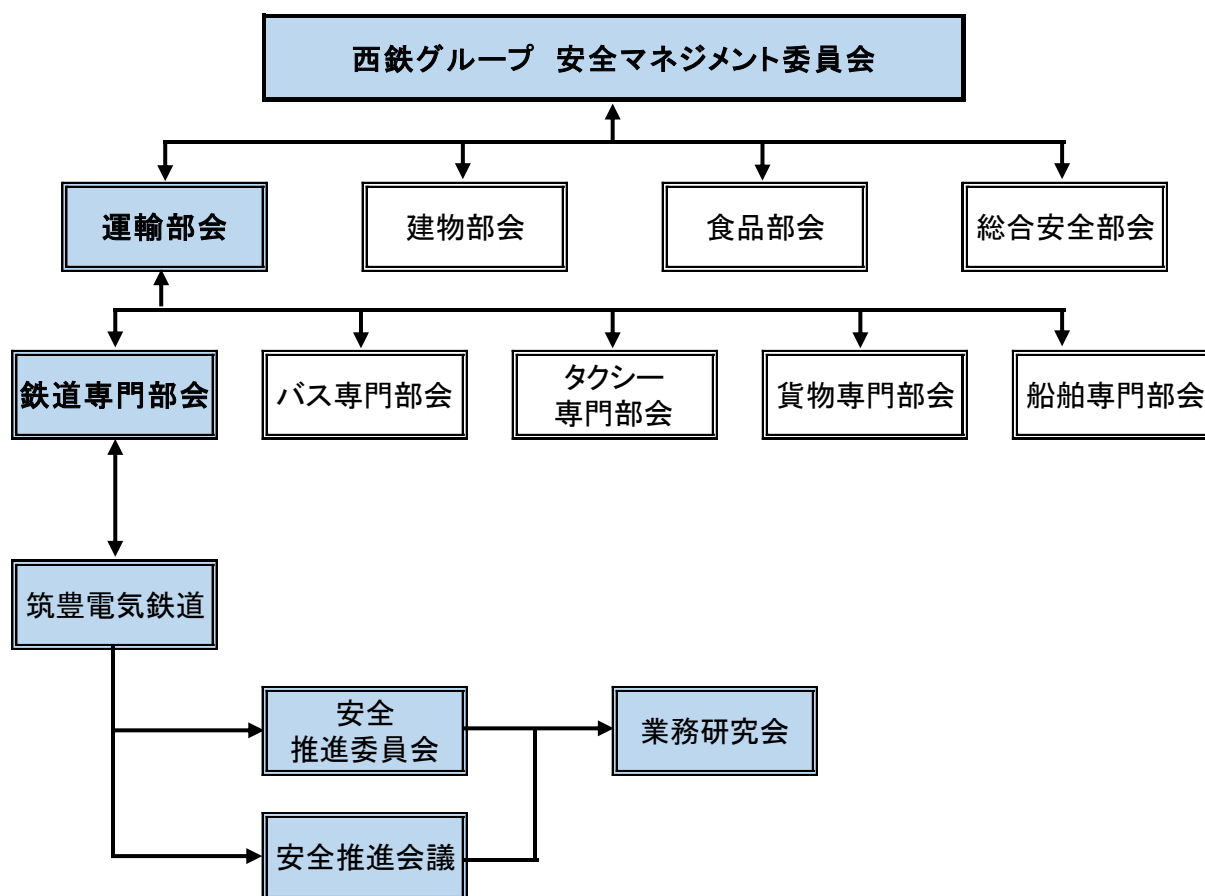 西鉄グループ 安全マネジメント委員会
運輸部会
建物部会
食品部会
総合安全部会
鉄道専門部会
バス専門部会
タクシー
専門部会
貨物専門部会
船舶専門部会
筑豊電気鉄道
安全
推進委員会
業務研究会
安全推進会議